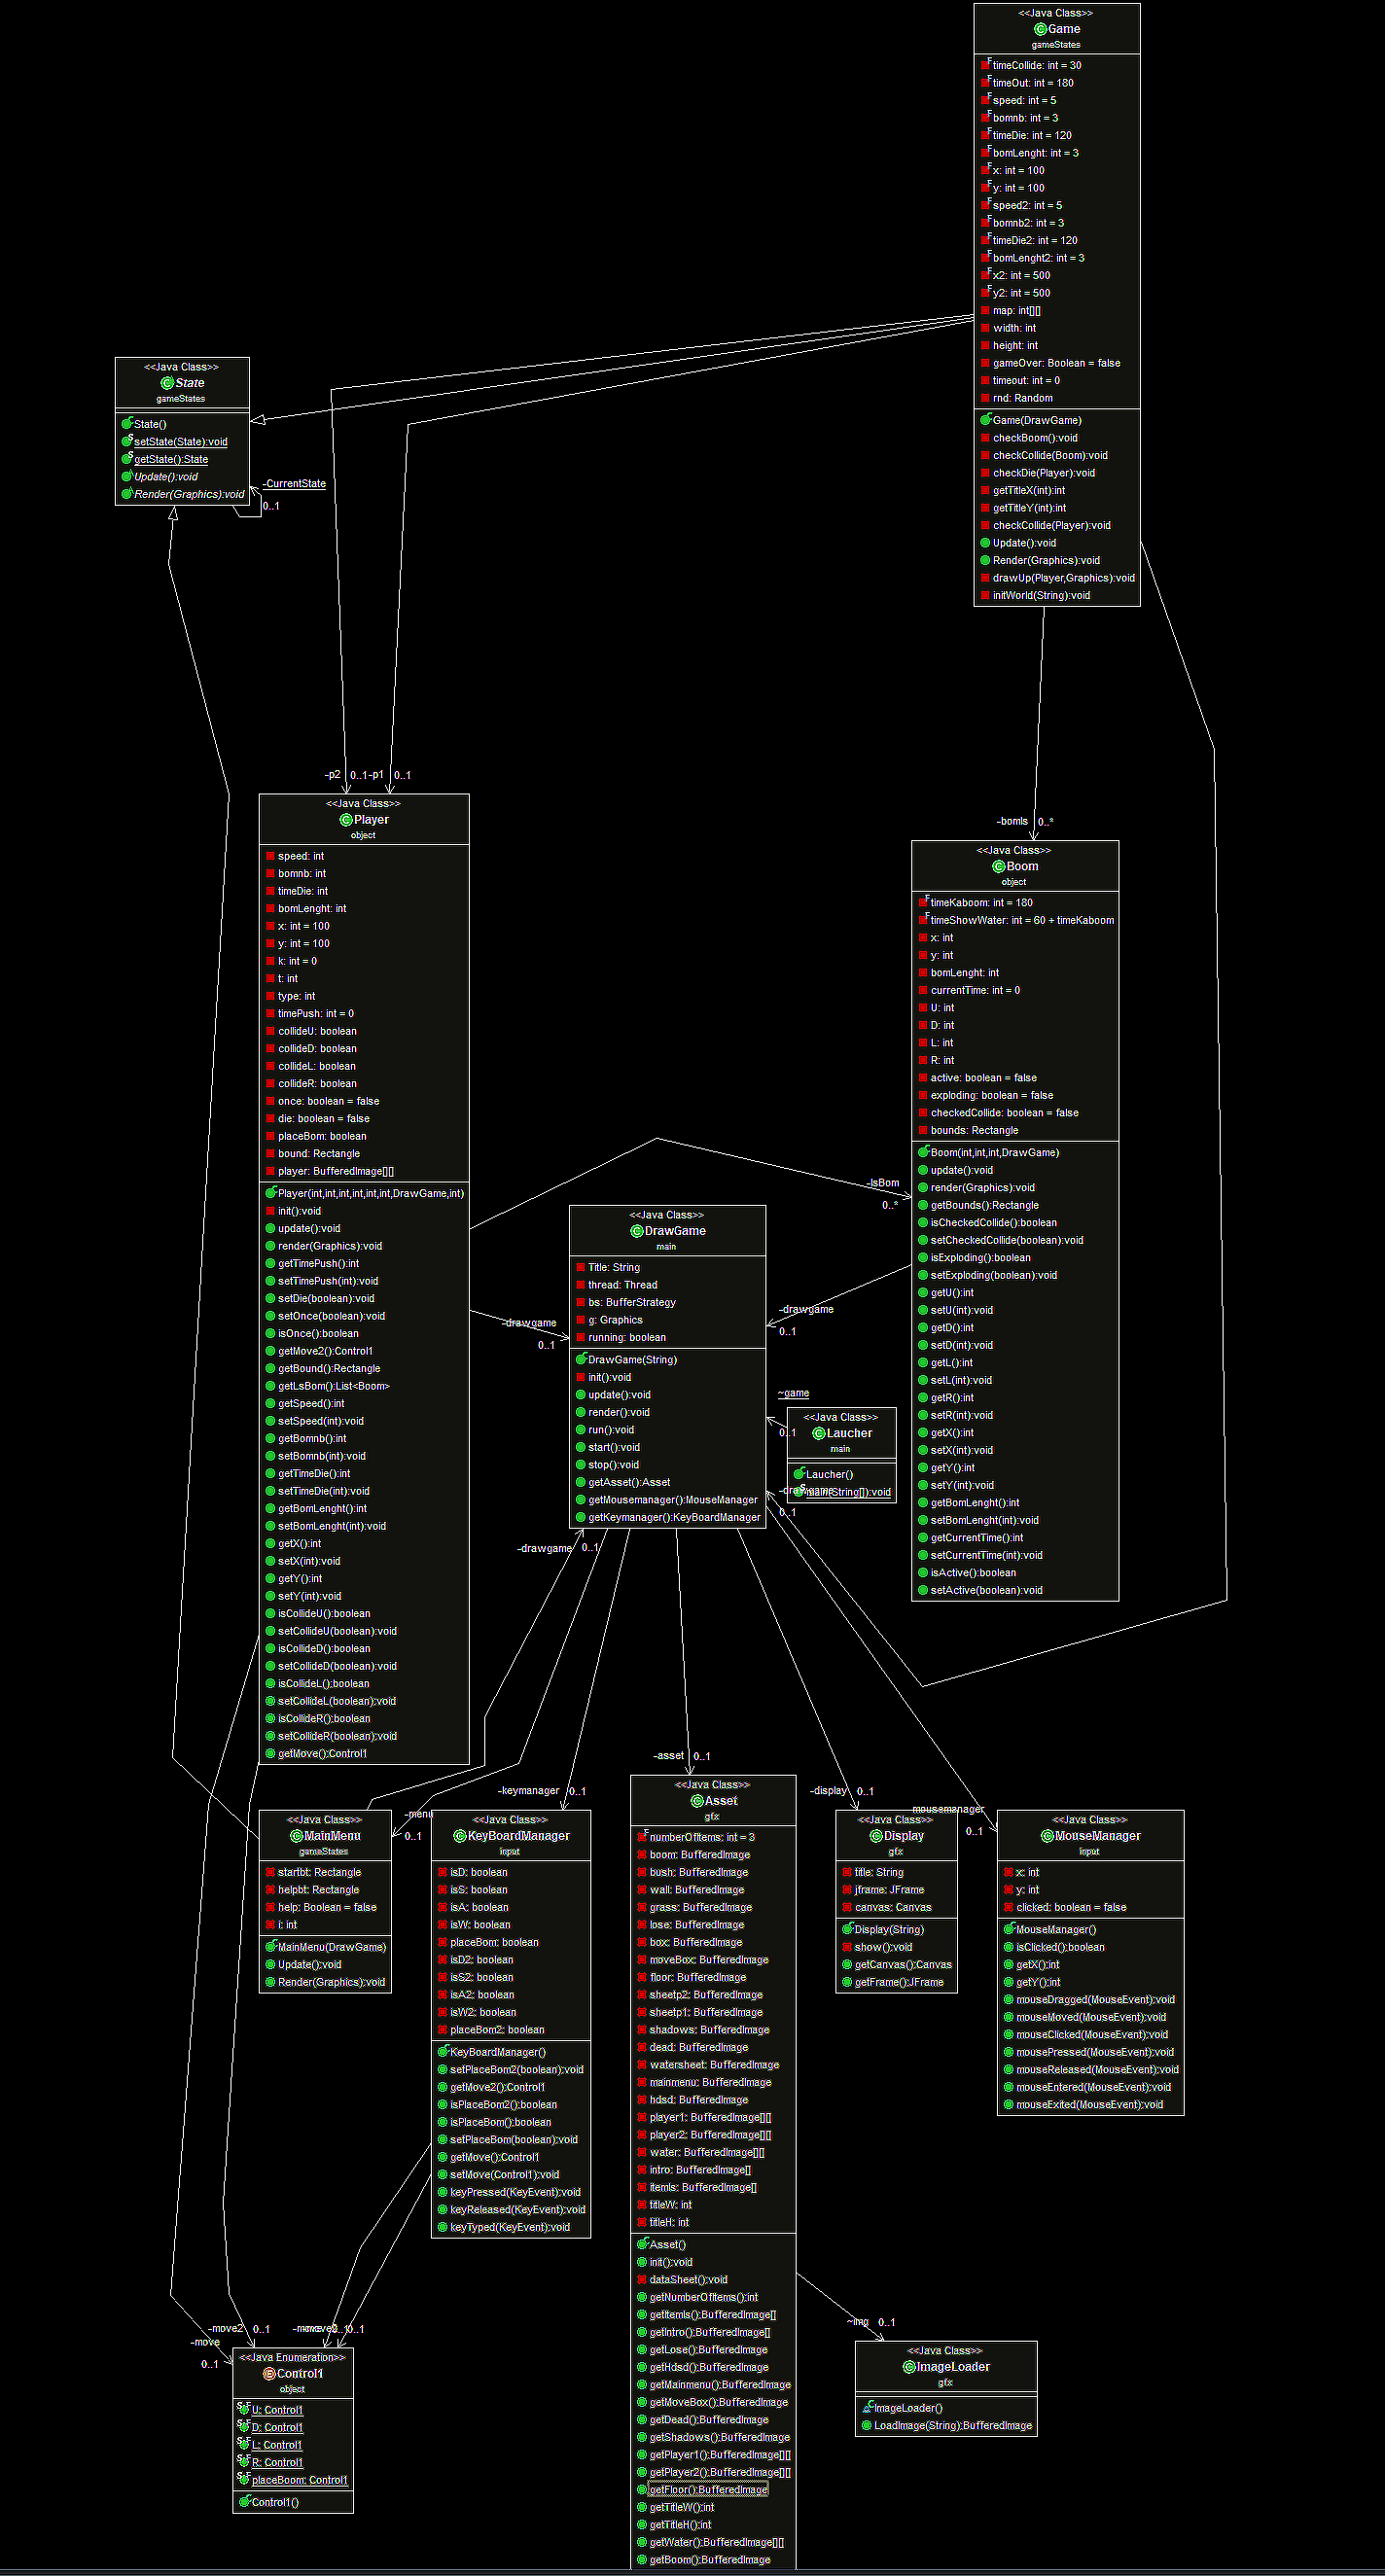 <<Java Class>>
Game
gameStates
timeCollide: int = 30
timeOut: int = 180
speed: int = 5
bomnb: int = 3
timeDie: int = 120
bomLenght: int = 3
x: int = 100
y: int = 100
speed2: int = 5
bomnb2: int = 3
timeDie2: int = 120
bomLenght2: int = 3
x2: int = 500
y2: int = 500
map: int[][]
width: int
height: int
gameOver: Boolean = false
timeout: int = 0
rnd: Random
Game(DrawGame)
checkBoom():void
checkCollide(Boom):void
checkDie(Player):void
getTitleX(int):int
getTitleY(int):int
checkCollide(Player):void
Update():void
Render(Graphics):void
drawUp(Player,Graphics):void
initWorld(String):void
<<Java Class>>
State
gameStates
State()
setState(State):void
getState():State
Update():void
Render(Graphics):void
-CurrentState
0..1
-p2
0..1
-p1
0..1
<<Java Class>>
Player
object
speed: int
bomnb: int
timeDie: int
bomLenght: int
x: int = 100
y: int = 100
k: int = 0
t: int
type: int
timePush: int = 0
collideU: boolean
collideD: boolean
collideL: boolean
collideR: boolean
once: boolean = false
die: boolean = false
placeBom: boolean
bound: Rectangle
player: BufferedImage[][]
Player(int,int,int,int,int,int,DrawGame,int)
init():void
update():void
render(Graphics):void
getTimePush():int
setTimePush(int):void
setDie(boolean):void
setOnce(boolean):void
isOnce():boolean
getMove2():Control1
getBound():Rectangle
getLsBom():List<Boom>
getSpeed():int
setSpeed(int):void
getBomnb():int
setBomnb(int):void
getTimeDie():int
setTimeDie(int):void
getBomLenght():int
setBomLenght(int):void
getX():int
setX(int):void
getY():int
setY(int):void
isCollideU():boolean
setCollideU(boolean):void
isCollideD():boolean
setCollideD(boolean):void
isCollideL():boolean
setCollideL(boolean):void
isCollideR():boolean
setCollideR(boolean):void
getMove():Control1
-bomls
0..*
<<Java Class>>
Boom
object
timeKaboom: int = 180
timeShowWater: int = 60 + timeKaboom
x: int
y: int
bomLenght: int
currentTime: int = 0
U: int
D: int
L: int
R: int
active: boolean = false
exploding: boolean = false
checkedCollide: boolean = false
bounds: Rectangle
Boom(int,int,int,DrawGame)
update():void
render(Graphics):void
getBounds():Rectangle
isCheckedCollide():boolean
setCheckedCollide(boolean):void
isExploding():boolean
setExploding(boolean):void
getU():int
setU(int):void
getD():int
setD(int):void
getL():int
setL(int):void
getR():int
setR(int):void
getX():int
setX(int):void
getY():int
setY(int):void
getBomLenght():int
setBomLenght(int):void
getCurrentTime():int
setCurrentTime(int):void
isActive():boolean
setActive(boolean):void
-lsBom
0..*
<<Java Class>>
DrawGame
main
Title: String
thread: Thread
bs: BufferStrategy
g: Graphics
running: boolean
DrawGame(String)
init():void
update():void
render():void
run():void
start():void
stop():void
getAsset():Asset
getMousemanager():MouseManager
getKeymanager():KeyBoardManager
-drawgame
0..1
-drawgame
0..1
~game
0..1
<<Java Class>>
Laucher
main
Laucher()
main(String[]):void
-drawgame
0..1
-drawgame
0..1
-menu
0..1
-keymanager
0..1
-asset
0..1
-display
0..1
mousemanager
0..1
<<Java Class>>
MainMenu
gameStates
startbt: Rectangle
helpbt: Rectangle
help: Boolean = false
i: int
MainMenu(DrawGame)
Update():void
Render(Graphics):void
<<Java Class>>
KeyBoardManager
input
isD: boolean
isS: boolean
isA: boolean
isW: boolean
placeBom: boolean
isD2: boolean
isS2: boolean
isA2: boolean
isW2: boolean
placeBom2: boolean
KeyBoardManager()
setPlaceBom2(boolean):void
getMove2():Control1
isPlaceBom2():boolean
isPlaceBom():boolean
setPlaceBom(boolean):void
getMove():Control1
setMove(Control1):void
keyPressed(KeyEvent):void
keyReleased(KeyEvent):void
keyTyped(KeyEvent):void
<<Java Class>>
Asset
gfx
numberOfItems: int = 3
boom: BufferedImage
bush: BufferedImage
wall: BufferedImage
grass: BufferedImage
lose: BufferedImage
box: BufferedImage
moveBox: BufferedImage
floor: BufferedImage
sheetp2: BufferedImage
sheetp1: BufferedImage
shadows: BufferedImage
dead: BufferedImage
watersheet: BufferedImage
mainmenu: BufferedImage
hdsd: BufferedImage
player1: BufferedImage[][]
player2: BufferedImage[][]
water: BufferedImage[][]
intro: BufferedImage[]
itemls: BufferedImage[]
titleW: int
titleH: int
Asset()
init():void
dataSheet():void
getNumberOfItems():int
getItemls():BufferedImage[]
getIntro():BufferedImage[]
getLose():BufferedImage
getHdsd():BufferedImage
getMainmenu():BufferedImage
getMoveBox():BufferedImage
getDead():BufferedImage
getShadows():BufferedImage
getPlayer1():BufferedImage[][]
getPlayer2():BufferedImage[][]
getFloor():BufferedImage
getTitleW():int
getTitleH():int
getWater():BufferedImage[][]
getBoom():BufferedImage
<<Java Class>>
Display
gfx
title: String
jframe: JFrame
canvas: Canvas
Display(String)
show():void
getCanvas():Canvas
getFrame():JFrame
<<Java Class>>
MouseManager
input
x: int
y: int
clicked: boolean = false
MouseManager()
isClicked():boolean
getX():int
getY():int
mouseDragged(MouseEvent):void
mouseMoved(MouseEvent):void
mouseClicked(MouseEvent):void
mousePressed(MouseEvent):void
mouseReleased(MouseEvent):void
mouseEntered(MouseEvent):void
mouseExited(MouseEvent):void
~img
0..1
<<Java Class>>
ImageLoader
gfx
ImageLoader()
LoadImage(String):BufferedImage
-move2
0..1
-move
0..1
0..1
<<Java Enumeration>>
Control1
object
U: Control1
D: Control1
L: Control1
R: Control1
placeBoom: Control1
Control1()